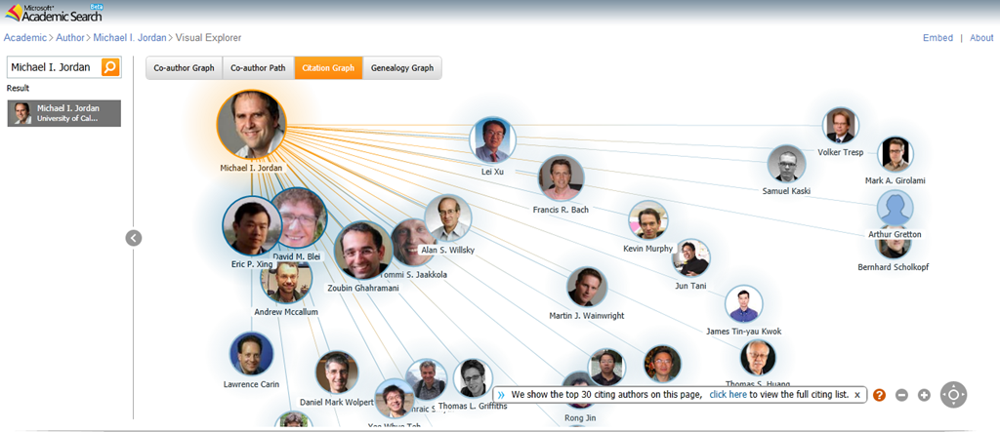 Microsoft®
Academic Search Beta
Academic > Author > Michael I. Jordan > Visual Explorer
Embed | About
Michael I. Jordan
Result
Michael I. Jordan
University of Cal...
Co-author Graph
Co-author Path
Citation Graph
Genealogy Graph
Michael I. Jordan
Lei Xu
Volker Tresp
Mark A. Girolami
Samuel Kaski
Francis R. Bach
Arthur Gretton
Bernhard Scholkopf
Kevin Murphy
Alan S. Willsky
Eric P. Xing
David M. Blei
Tommi S. Jaakkola
Zoubin Ghahramani
Jun Tani
Andrew Mccallum
Martin J. Wainwright
James Tin-yau Kwok
Lawrence Carin
Daniel Mark Wolpert
Thomas L. Griffiths
Thomas S. Huang
Rong Jin
» We show the top 30 citing authors on this page, click here to view the full citing list. x
?